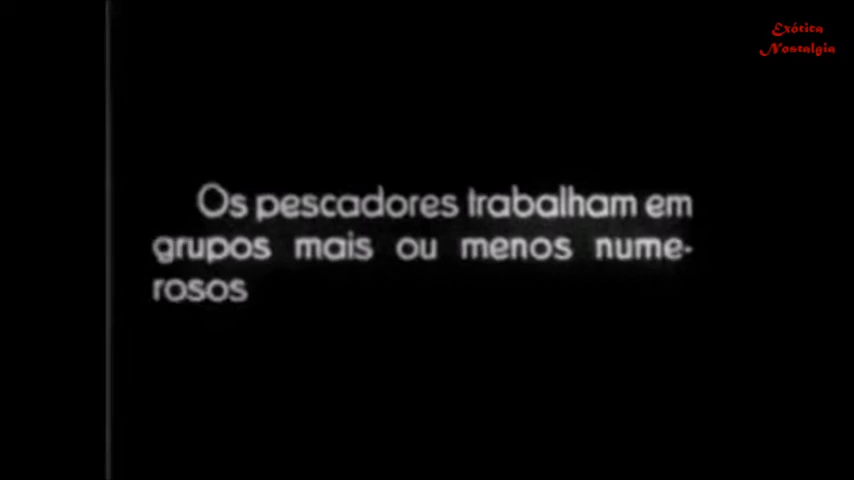 Exótica
Nostalgia
Os pescadores trabalham em
grupos mais ou menos nume-
rosos